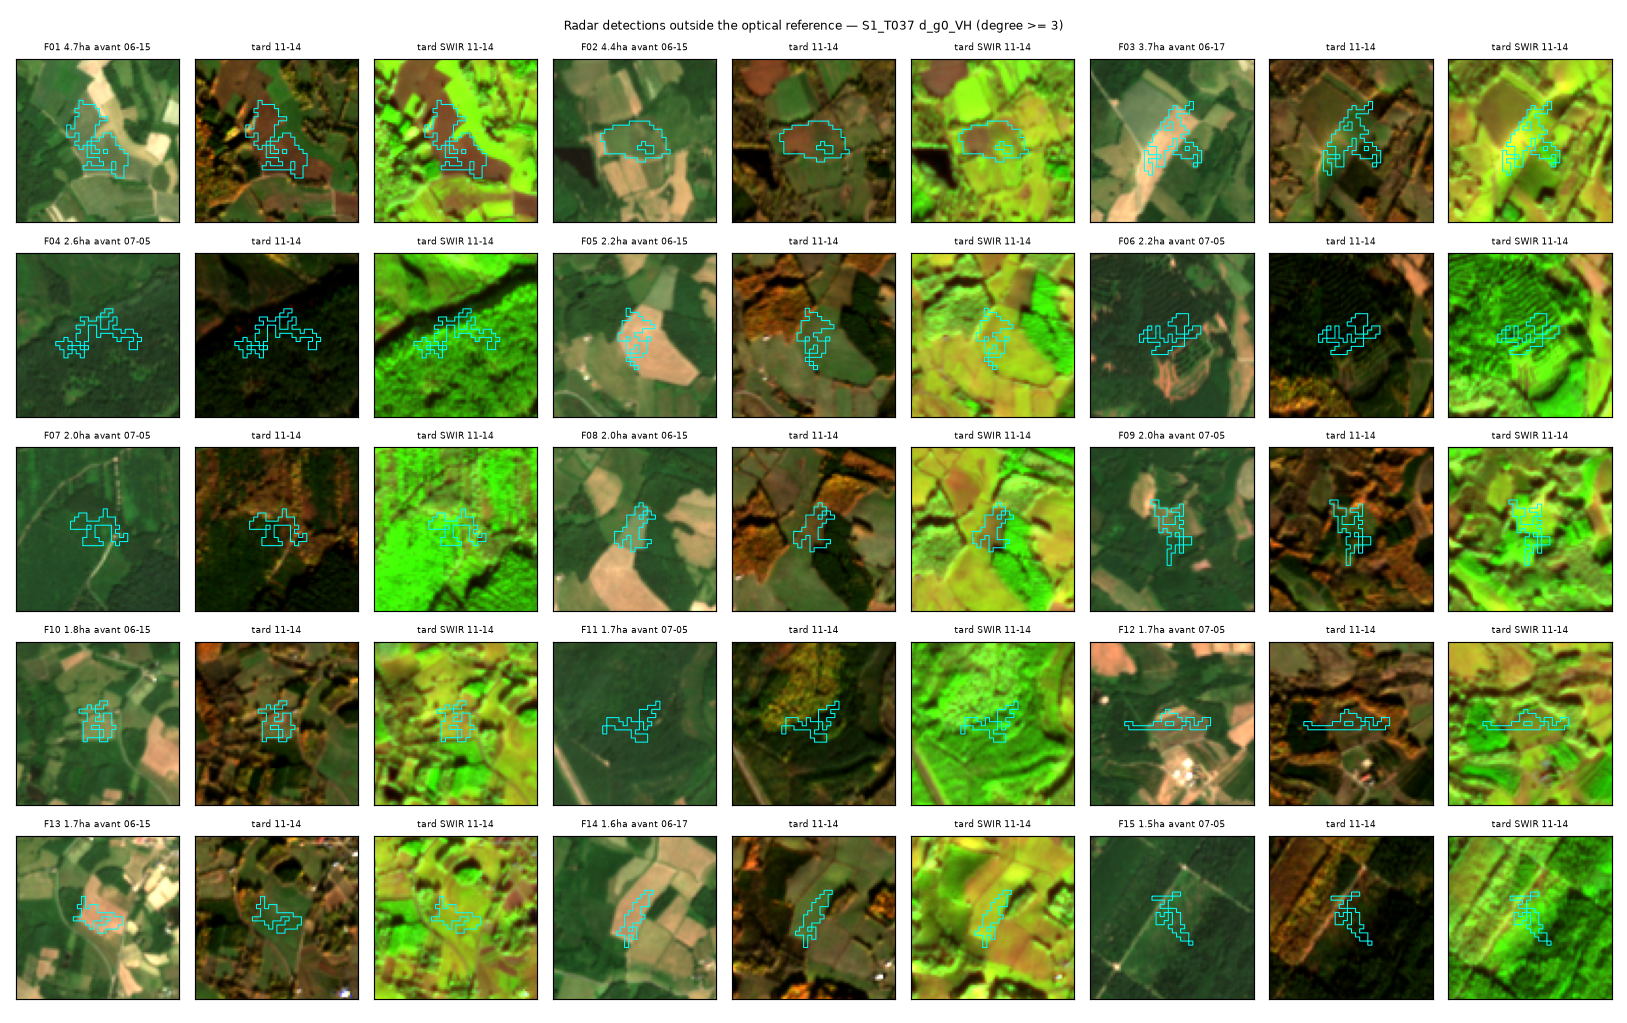 Radar detections outside the optical reference — S1_T037 d_g0_VH (degree >= 3)
F01 4.7ha avant 06-15
tard 11-14
tard SWIR 11-14
F02 4.4ha avant 06-15
tard 11-14
tard SWIR 11-14
F03 3.7ha avant 06-17
tard 11-14
tard SWIR 11-14
F04 2.6ha avant 07-05
tard 11-14
tard SWIR 11-14
F05 2.2ha avant 06-15
tard 11-14
tard SWIR 11-14
F06 2.2ha avant 07-05
tard 11-14
tard SWIR 11-14
F07 2.0ha avant 07-05
tard 11-14
tard SWIR 11-14
F08 2.0ha avant 06-15
tard 11-14
tard SWIR 11-14
F09 2.0ha avant 07-05
tard 11-14
tard SWIR 11-14
F10 1.8ha avant 06-15
tard 11-14
tard SWIR 11-14
F11 1.7ha avant 07-05
tard 11-14
tard SWIR 11-14
F12 1.7ha avant 07-05
tard 11-14
tard SWIR 11-14
F13 1.7ha avant 06-15
tard 11-14
tard SWIR 11-14
F14 1.6ha avant 06-17
tard 11-14
tard SWIR 11-14
F15 1.5ha avant 07-05
tard 11-14
tard SWIR 11-14